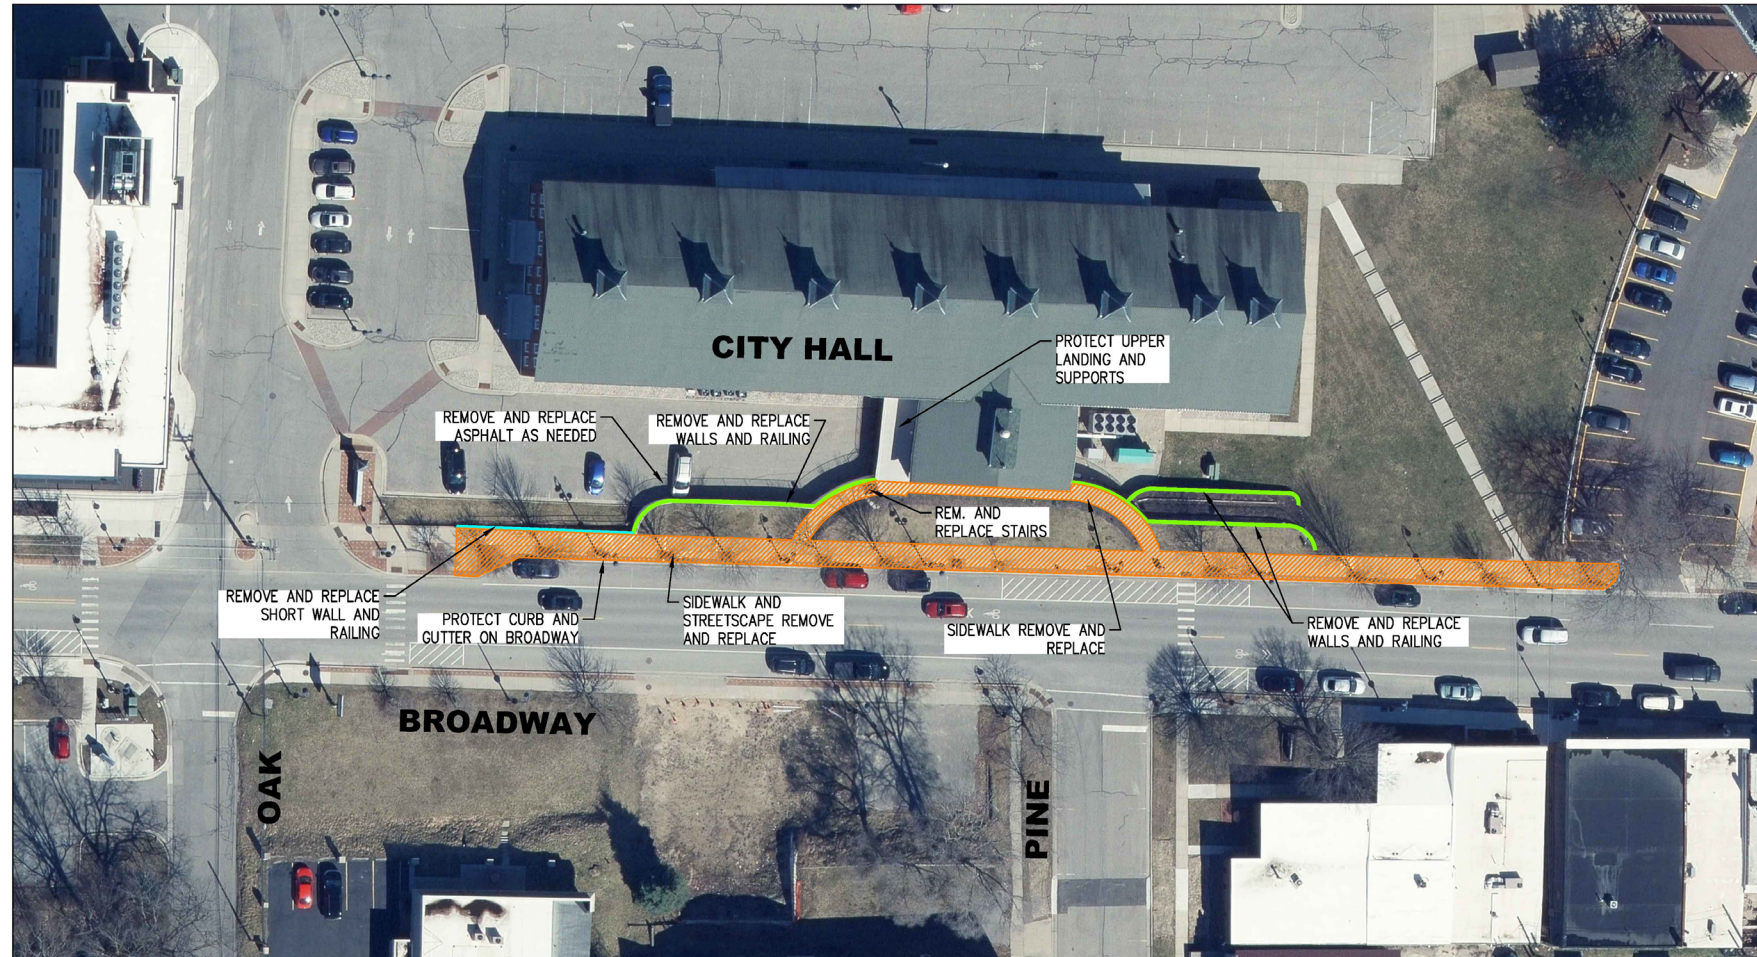 CITY HALL
PROTECT UPPER
LANDING AND
SUPPORTS
REMOVE AND REPLACE
ASPHALT AS NEEDED
REMOVE AND REPLACE
WALLS AND RAILING
REM. AND
REPLACE STAIRS
REMOVE AND REPLACE
SHORT WALL AND
RAILING
PROTECT CURB AND
GUTTER ON BROADWAY
SIDEWALK AND
STREETSCAPE REMOVE
AND REPLACE
SIDEWALK REMOVE AND
REPLACE
REMOVE AND REPLACE
WALLS AND RAILING
BROADWAY
OAK
PINE